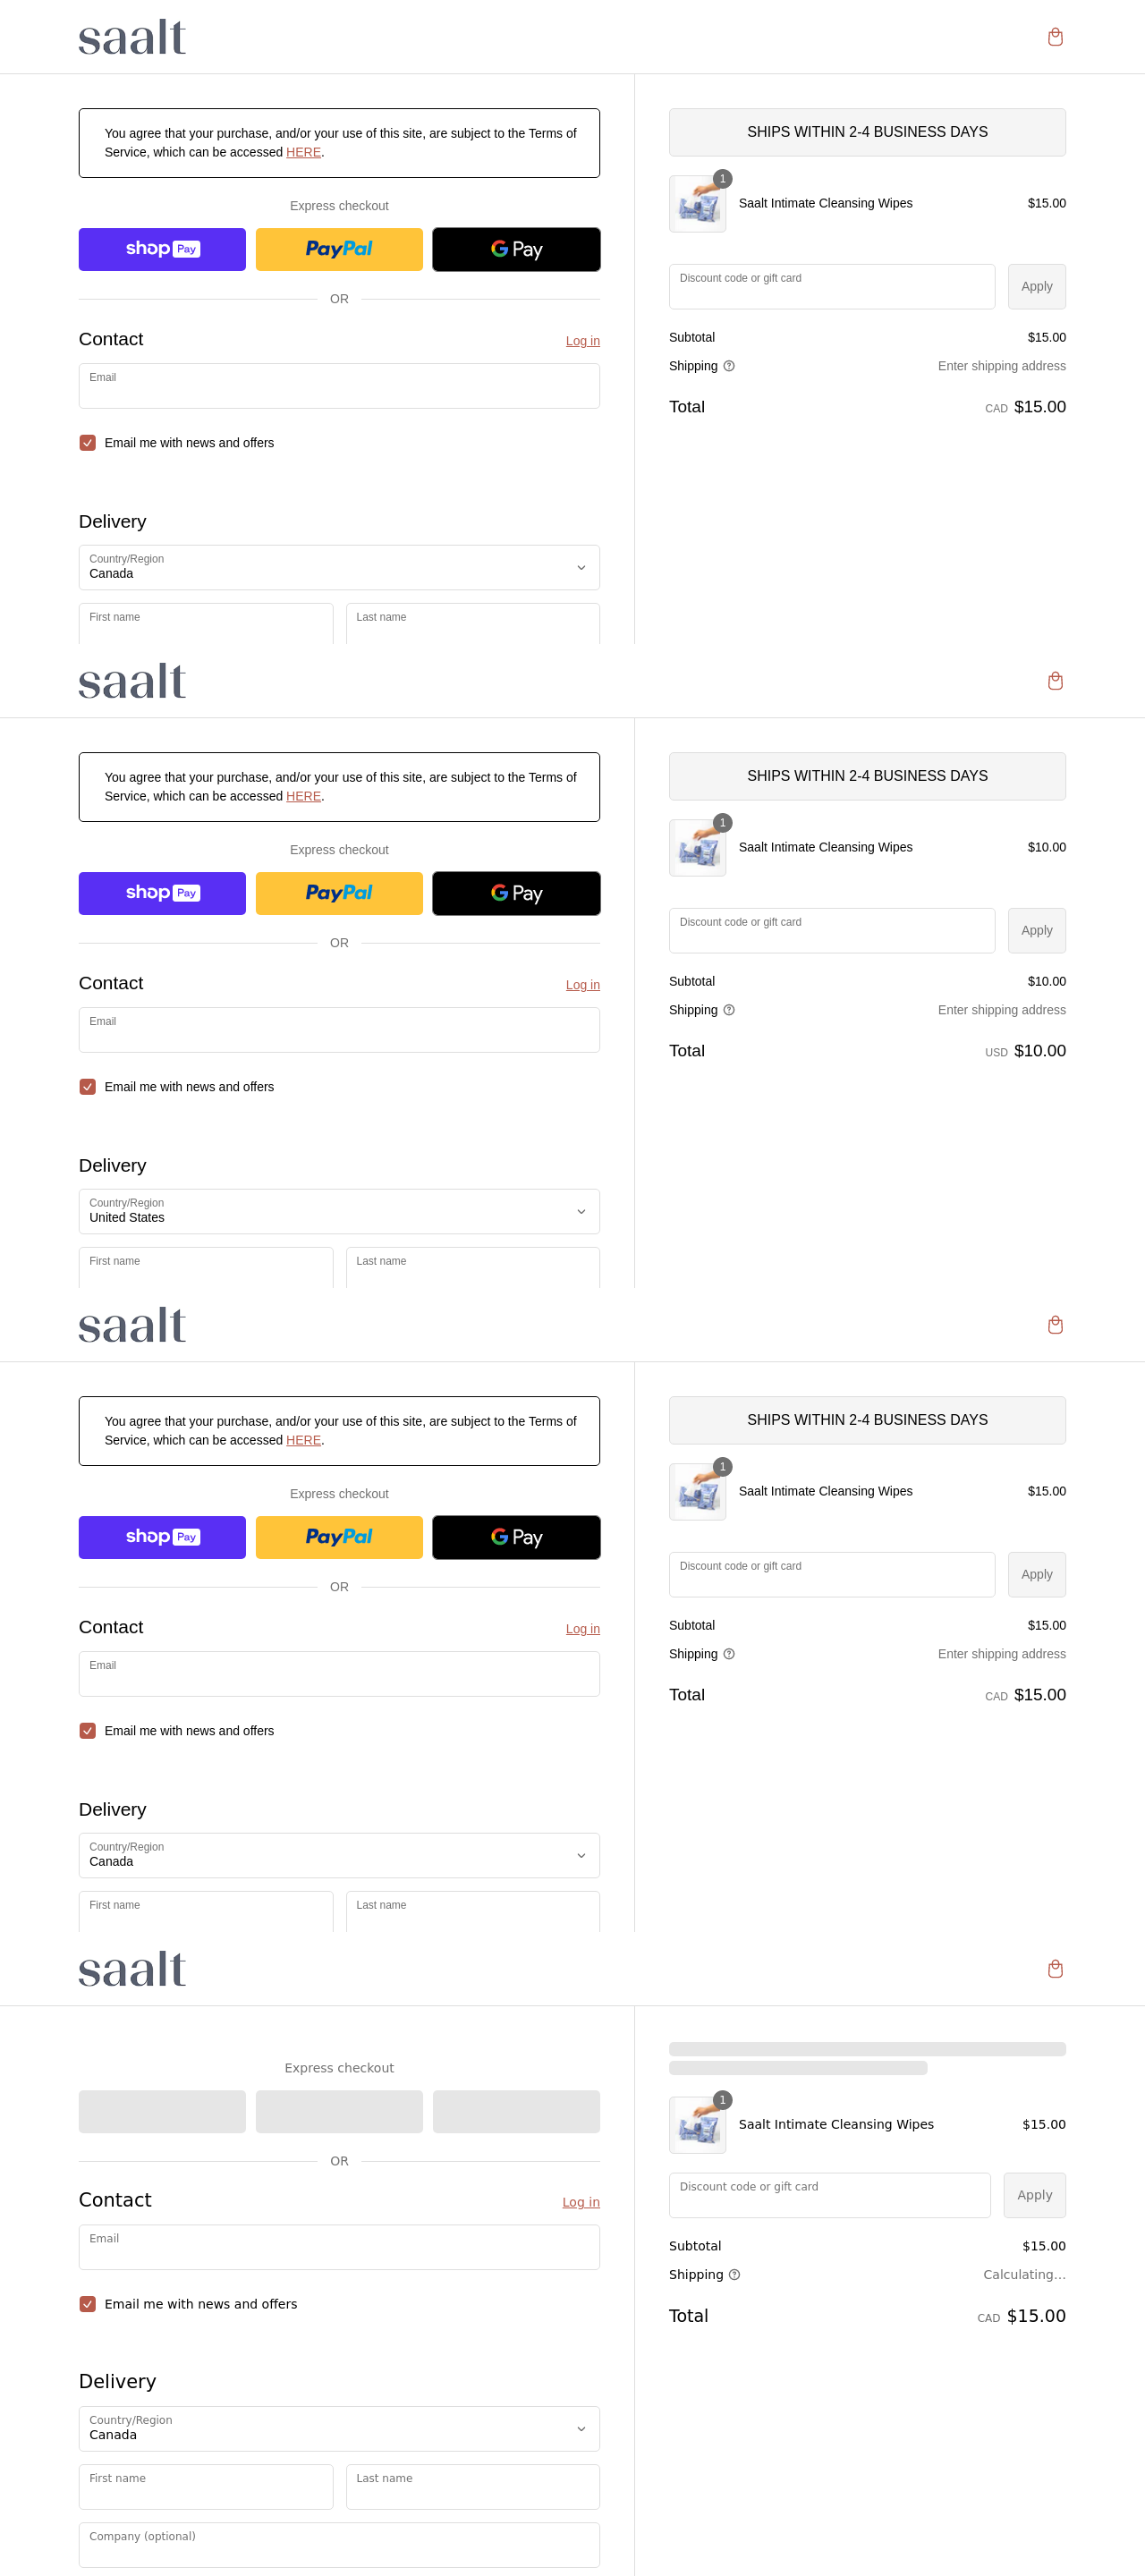 saalt
You agree that your purchase, and/or your use of this site, are subject to the Terms of
Service, which can be accessed HERE.
Express checkout
shop Pay
PayPal
G Pay
OR
Contact
Log in
Email
Email me with news and offers
Delivery
Country/Region
Canada
First name
Last name
SHIPS WITHIN 2-4 BUSINESS DAYS
1
Saalt Intimate Cleansing Wipes
$15.00
Discount code or gift card
Apply
Subtotal
$15.00
Shipping
Enter shipping address
Total
CAD $15.00
saalt
You agree that your purchase, and/or your use of this site, are subject to the Terms of
Service, which can be accessed HERE.
Express checkout
shop Pay
PayPal
G Pay
OR
Contact
Log in
Email
Email me with news and offers
Delivery
Country/Region
United States
First name
Last name
SHIPS WITHIN 2-4 BUSINESS DAYS
1
Saalt Intimate Cleansing Wipes
$10.00
Discount code or gift card
Apply
Subtotal
$10.00
Shipping
Enter shipping address
Total
USD $10.00
saalt
You agree that your purchase, and/or your use of this site, are subject to the Terms of
Service, which can be accessed HERE.
Express checkout
shop Pay
PayPal
G Pay
OR
Contact
Log in
Email
Email me with news and offers
Delivery
Country/Region
Canada
First name
Last name
SHIPS WITHIN 2-4 BUSINESS DAYS
1
Saalt Intimate Cleansing Wipes
$15.00
Discount code or gift card
Apply
Subtotal
$15.00
Shipping
Enter shipping address
Total
CAD $15.00
saalt
Express checkout
OR
Contact
Log in
Email
Email me with news and offers
Delivery
Country/Region
Canada
First name
Last name
Company (optional)
1
Saalt Intimate Cleansing Wipes
$15.00
Discount code or gift card
Apply
Subtotal
$15.00
Shipping
Calculating...
Total
CAD $15.00